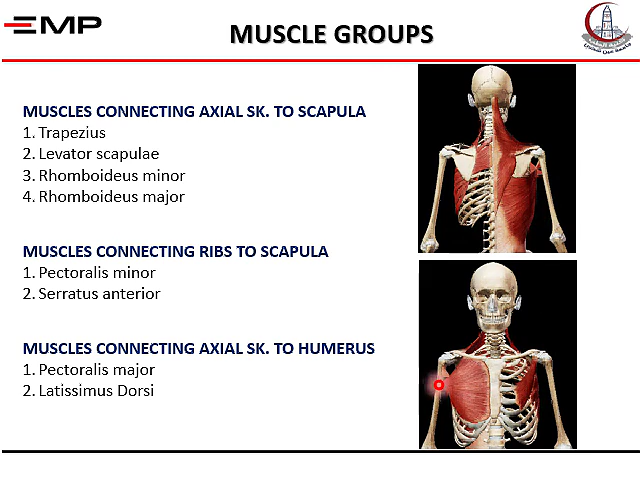 EMP
MUSCLE GROUPS
MUSCLES CONNECTING AXIAL SK. TO SCAPULA
1. Trapezius
2. Levator scapulae
3. Rhomboideus minor
4. Rhomboideus major
MUSCLES CONNECTING RIBS TO SCAPULA
1. Pectoralis minor
2. Serratus anterior
MUSCLES CONNECTING AXIAL SK. TO HUMERUS
1. Pectoralis major
2. Latissimus Dorsi